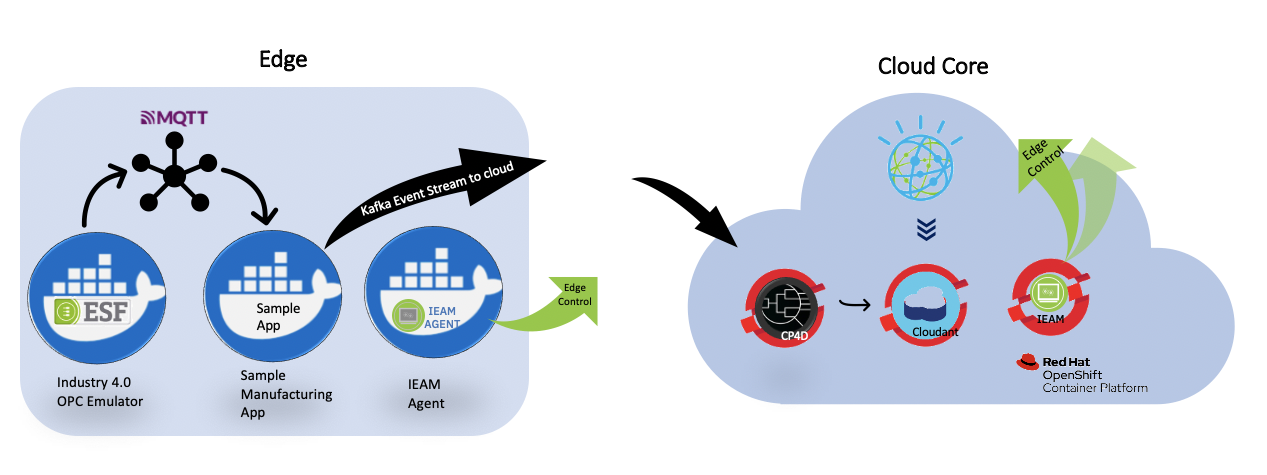 Edge
MQTT
Kafka Event Stream to cloud
ESF
Sample
App
IEAM
AGENT
Edge
Control
Industry 4.0
OPC Emulator
Sample
Manufacturing
App
IEAM
Agent
Cloud Core
Edge
Control
CP4D
Cloudant
IEAM
Red Hat
OpenShift
Container Platform